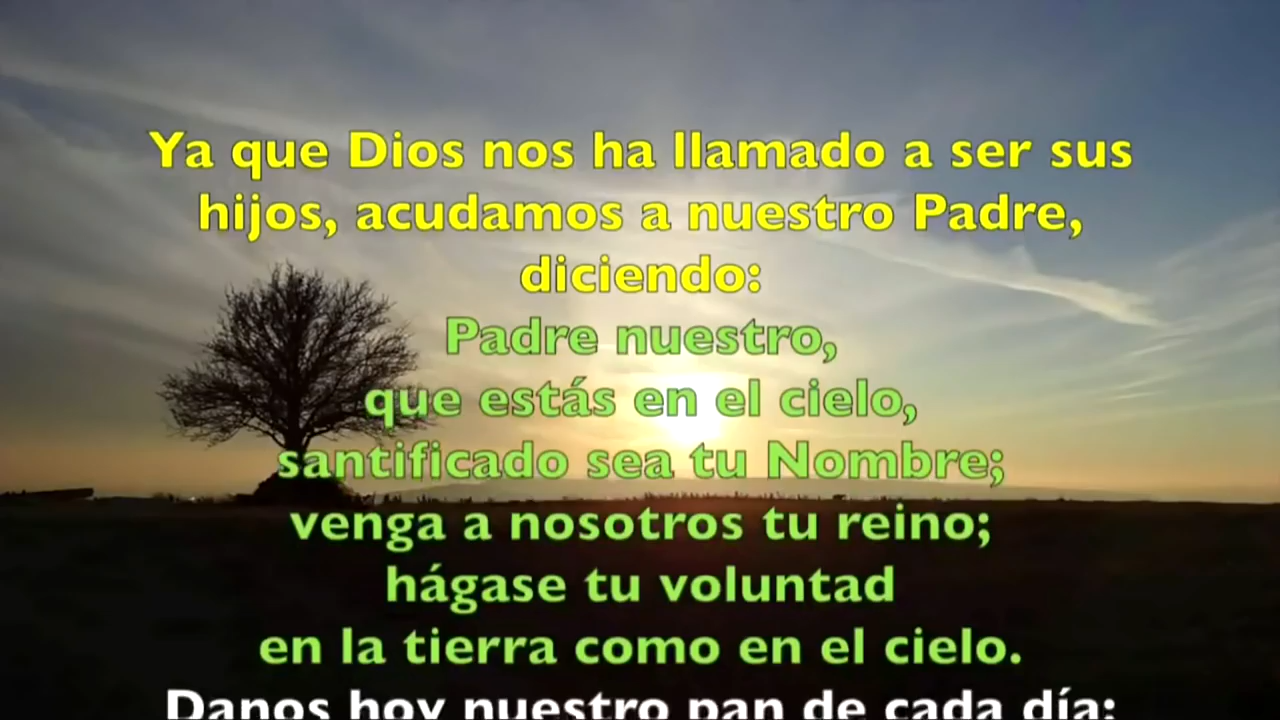 Ya que Dios nos ha llamado a ser sus
hijos, acudamos a nuestro Padre,
diciendo:
Padre nuestro,
que estás en el cielo,
santificado sea tu Nombre;
venga a nosotros tu reino;
hágase tu voluntad
en la tierra como en el cielo.
Danos hoy nuestro pan de cada día;